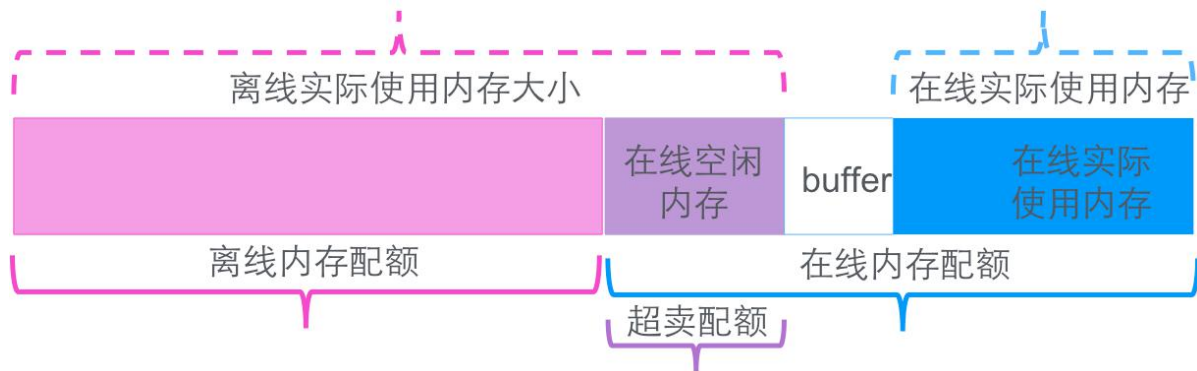 离线实际使用内存大小
在线实际使用内存
在线空闲
内存
buffer
在线实际
使用内存
离线内存配额
在线内存配额
超卖配额